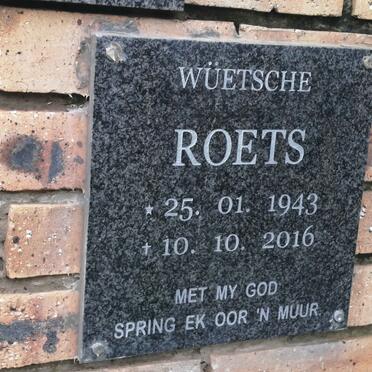 WÜETSCHE
ROETS
* 25. 01. 1943
† 10. 10. 2016
MET MY GOD
SPRING EK OOR 'N MUUR.